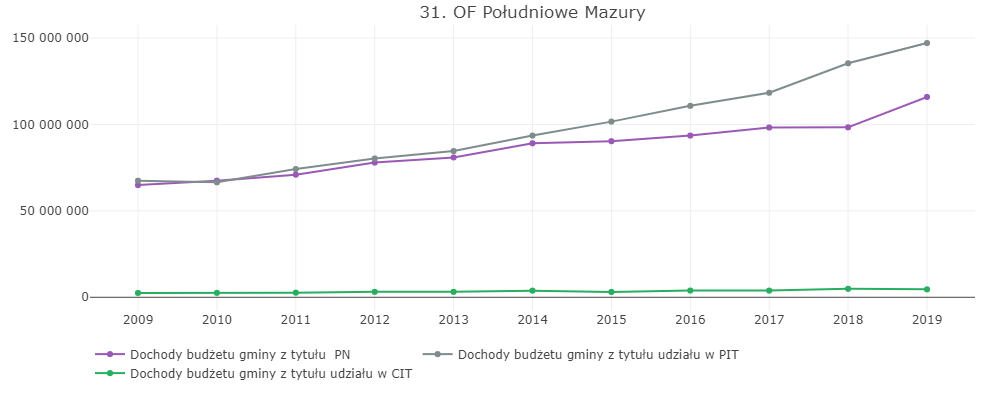 31. OF Południowe Mazury
150 000 000
100 000 000
50 000 000
0
2009 2010 2011 2012 2013 2014 2015 2016 2017 2018 2019
Dochody budżetu gminy z tytułu  PN Dochody budżetu gminy z tytułu udziału w PIT
Dochody budżetu gminy z tytułu udziału w CIT